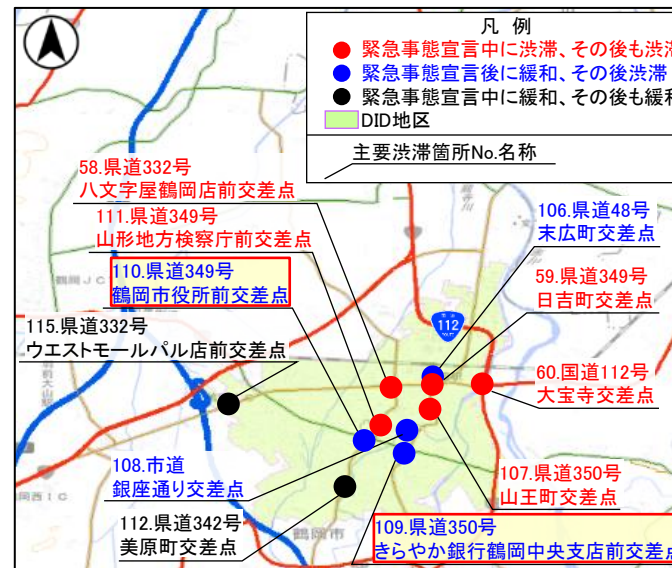 凡 例
緊急事態宣言中に渋滞、その後も渋滞
緊急事態宣言後に緩和、その後渋滞
緊急事態宣言中に緩和、その後も緩和
DID地区
主要渋滞箇所No.名称
58.県道332号
八文字屋鶴岡店前交差点
111.県道349号
山形地方検察庁前交差点
110.県道349号
鶴岡市役所前交差点
115.県道332号
ウエストモールパル店前交差点
106.県道48号
末広町交差点
59.県道349号
日吉町交差点
112
60.国道112号
大宝寺交差点
108.市道
銀座通り交差点
107.県道350号
山王町交差点
112.県道342号
美原町交差点
109.県道350号
きらやか銀行鶴岡中央支店前交差点
鶴岡市